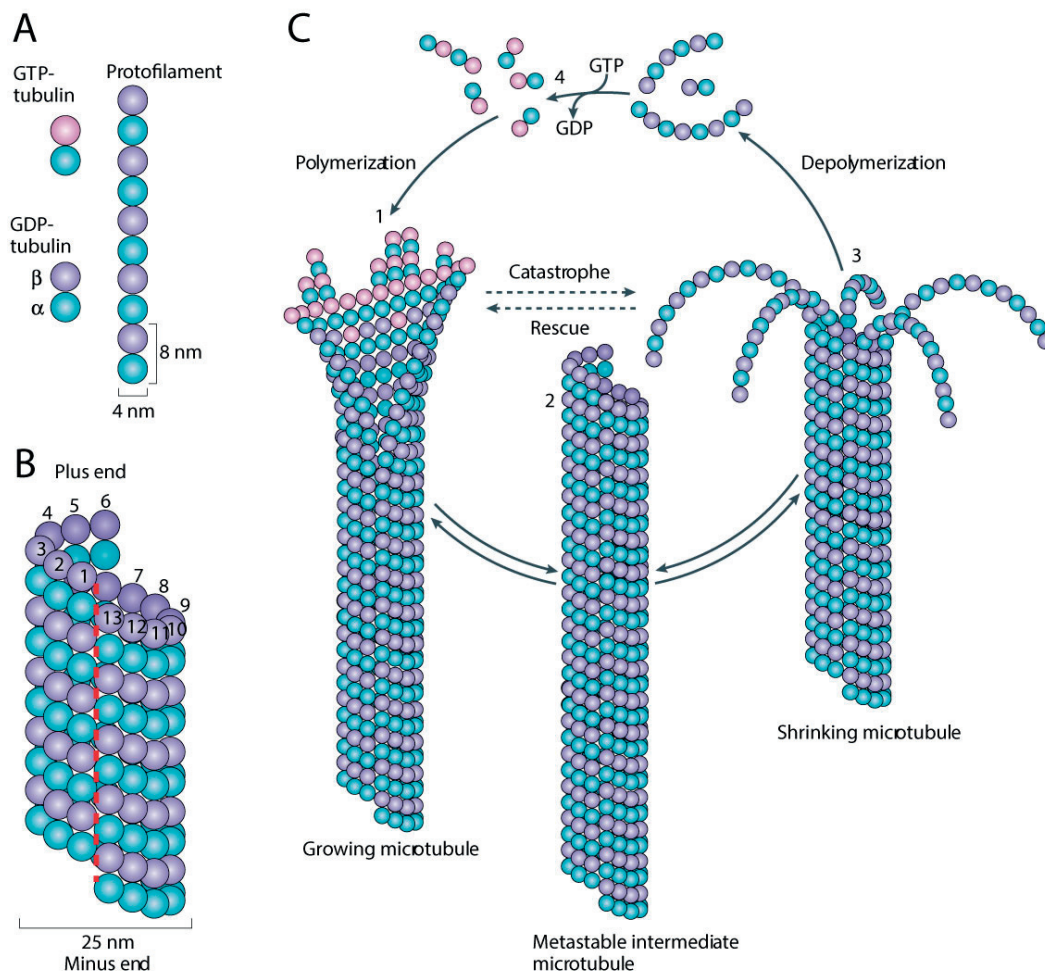 A
GTP-
tubulin
Protofilament
GDP-
tubulin
β
α
8 nm
4 nm
B
Plus end
1
2
3
4
5
6
7
8
9
10
11
12
13
25 nm
Minus end
C
4
GTP
GDP
Polymerization
Depolymerization
1
Catastrophe
Rescue
2
3
Growing microtubule
Metastable intermediate
microtubule
Shrinking microtubule